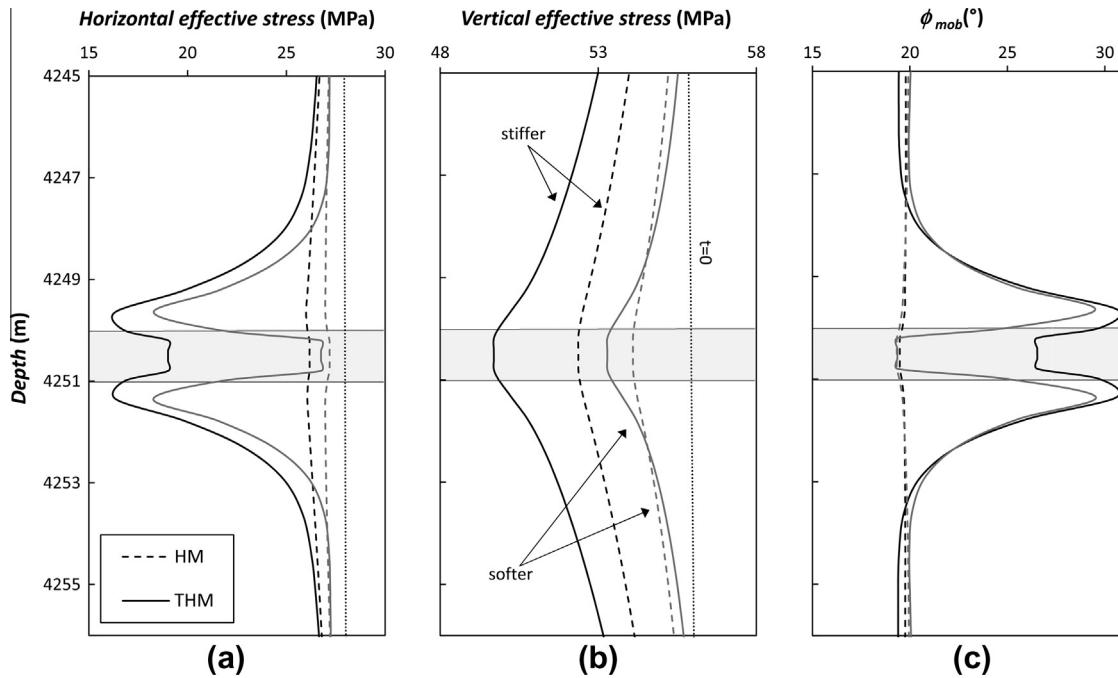 Horizontal effective stress (MPa)
15 20 25 30
Vertical effective stress (MPa)
48 53 58
ϕmob(°)
15 20 25 30
Depth (m)
4245
4247
4249
4251
4253
4255
HM
THM
stiffer
t=0
softer
(a)
(b)
(c)